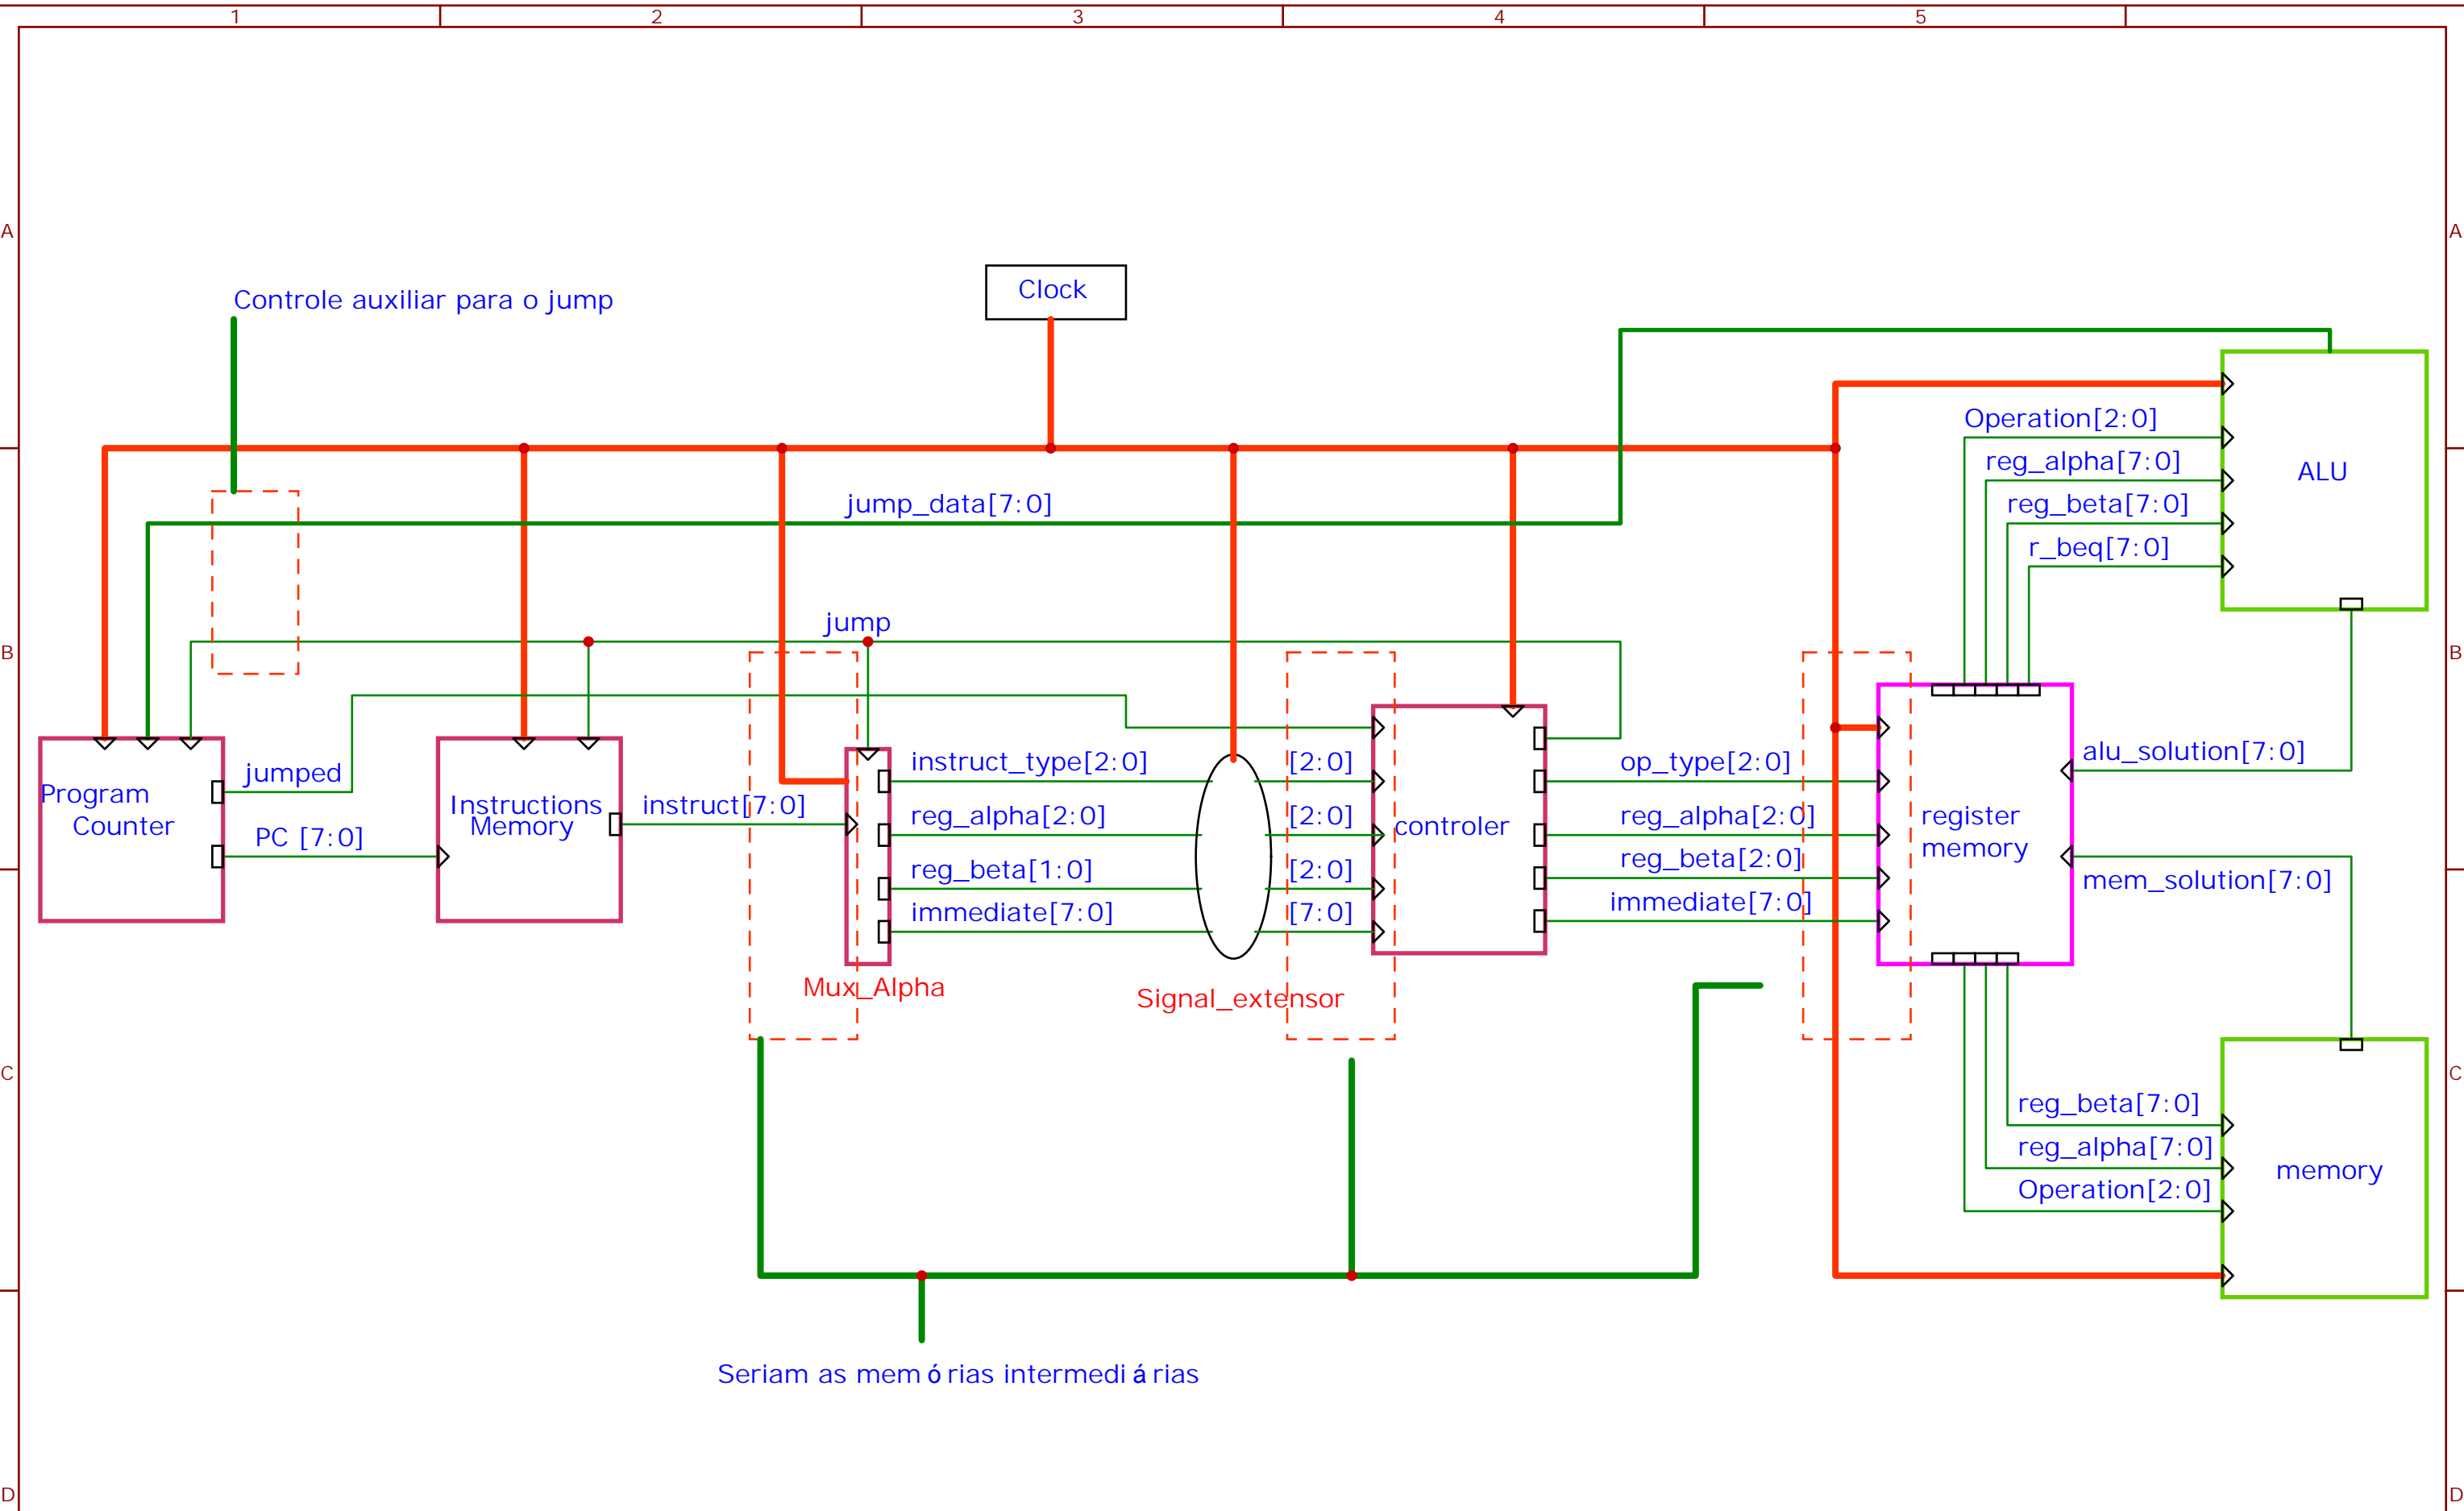 1
2
3
4
5
A
A
Clock
Controle auxiliar para o jump
Operation[2:0]
reg_alpha[7:0]
ALU
jump_data[7:0]
reg_beta[7:0]
r_beq[7:0]
jump
B
B
jumped
instruct_type[2:0]
[2:0]
op_type[2:0]
alu_solution[7:0]
Program
Counter
Instructions
Memory
instruct[7:0]
reg_alpha[2:0]
[2:0]
controler
reg_alpha[2:0]
register
memory
PC [7:0]
reg_beta[1:0]
[2:0]
reg_beta[2:0]
mem_solution[7:0]
immediate[7:0]
[7:0]
immediate[7:0]
Mux_Alpha
Signal_extensor
C
C
reg_beta[7:0]
reg_alpha[7:0]
memory
Operation[2:0]
Seriam as memórias intermediárias
D
D